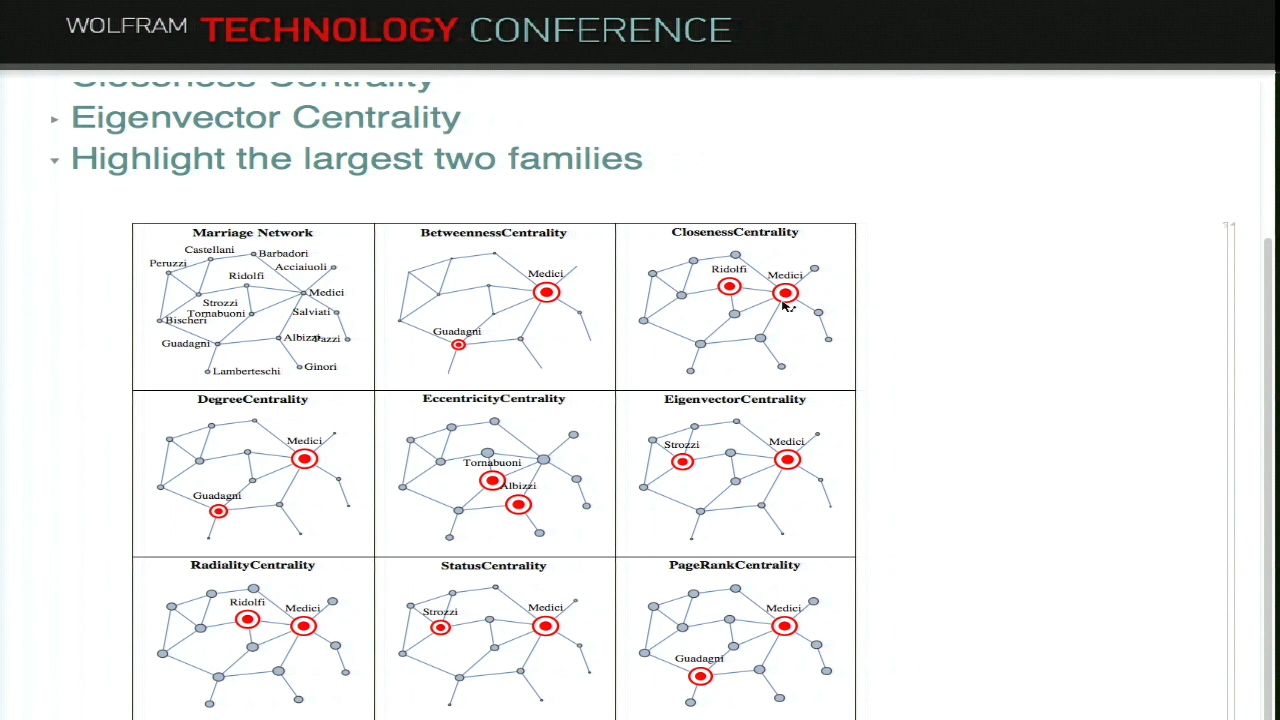 WOLFRAM TECHNOLOGY CONFERENCE
Closeness Centrality
Eigenvector Centrality
Highlight the largest two families
Marriage Network
Castellani
Barbadori
Peruzzi
Acciaiuoli
Ridolfi
Medici
Strozzi
Tornabuoni
Salviati
Bischeri
Guadagni
Albizzi
Pazzi
Lamberteschi
Ginori
BetweennessCentrality
Medici
Guadagni
ClosenessCentrality
Ridolfi
Medici
DegreeCentrality
Medici
Guadagni
EccentricityCentrality
Tornabuoni
Albizzi
EigenvectorCentrality
Strozzi
Medici
RadialityCentrality
Ridolfi
Medici
StatusCentrality
Strozzi
Medici
PageRankCentrality
Medici
Guadagni